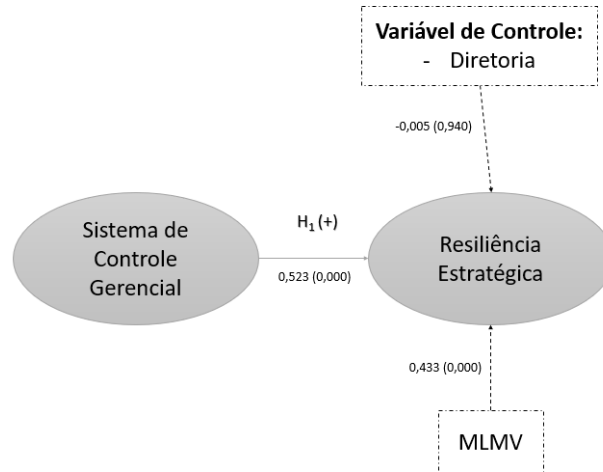 Variável de Controle:
- Diretoria
-0,005 (0,940)
Sistema de
Controle
Gerencial
H₁ (+)
0,523 (0,000)
Resiliência
Estratégica
0,433 (0,000)
MLMV